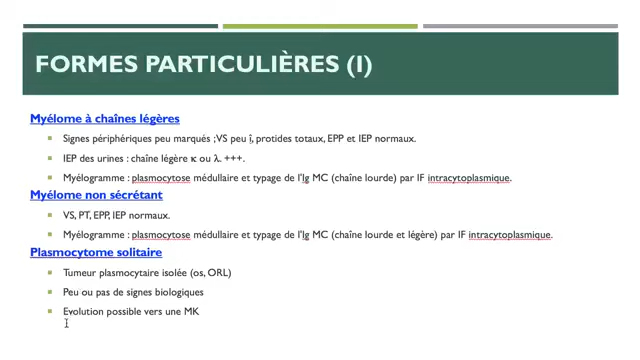 FORMES PARTICULIÈRES (I)
Myélome à chaînes légères
Signes périphériques peu marqués ;VS peu î, protides totaux, EPP et IEP normaux.
IEP des urines : chaîne légère κ ou λ. +++.
Myélogramme : plasmocytose médullaire et typage de l'Ig MC (chaîne lourde) par IF intracytoplasmique.
Myélome non sécrétant
VS, PT, EPP, IEP normaux.
Myélogramme : plasmocytose médullaire et typage de l'Ig MC (chaîne lourde et légère) par IF intracytoplasmique.
Plasmocytome solitaire
Tumeur plasmocytaire isolée (os, ORL)
Peu ou pas de signes biologiques
Evolution possible vers une MK